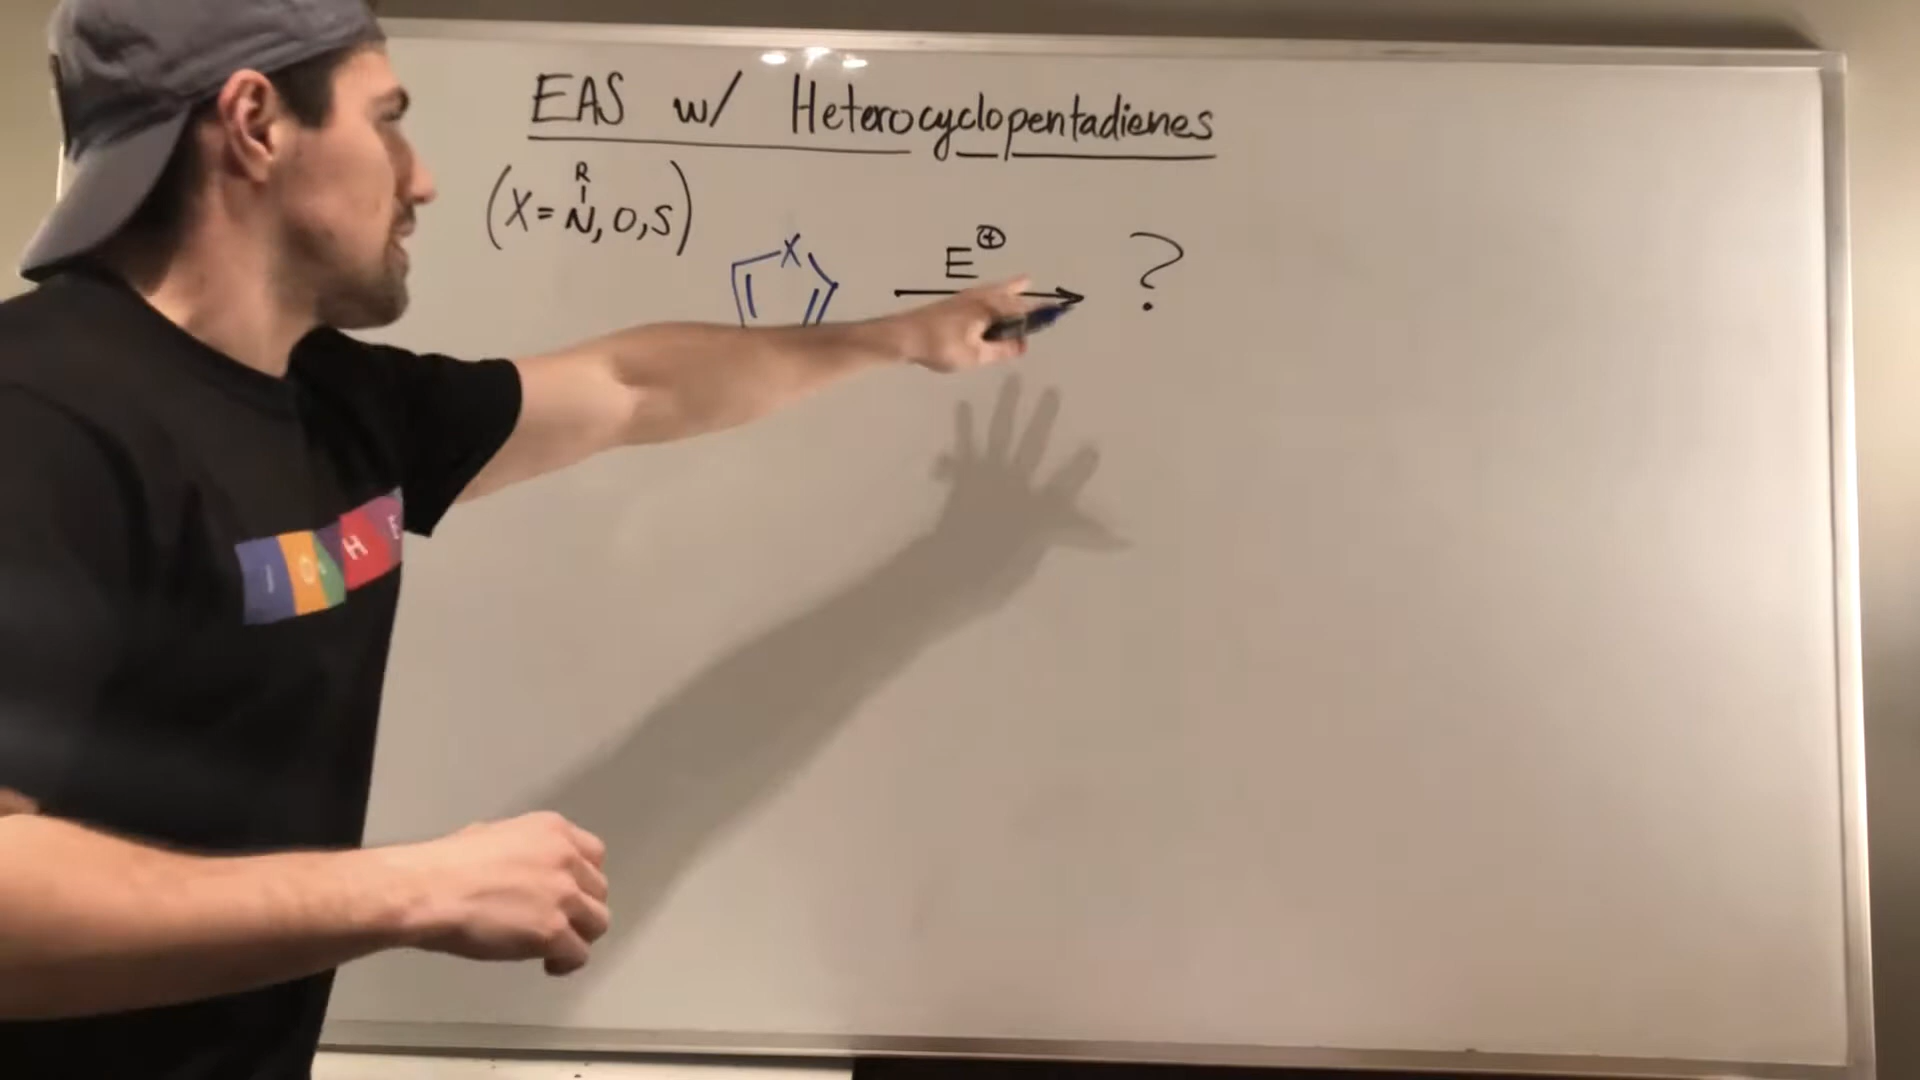 EAS w/ Heterocyclopentadienes
R
(X = N, O, S)
X
E⊕
?
I O H